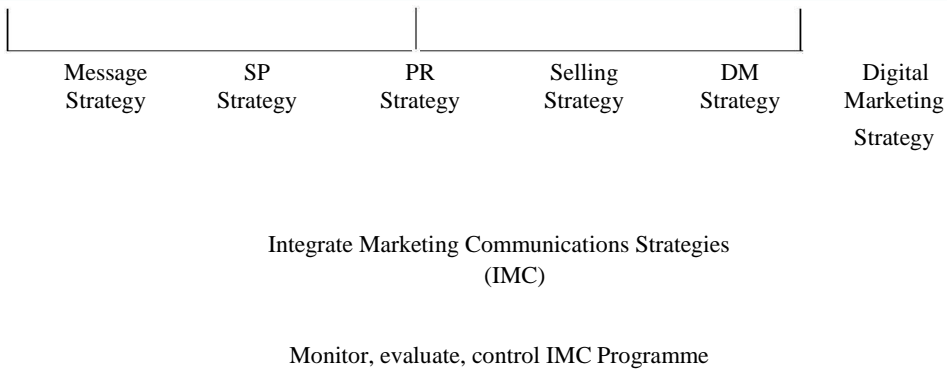 Message SP PR Selling DM Digital
Strategy Strategy Strategy Strategy Strategy Marketing
Strategy
Integrate Marketing Communications Strategies
(IMC)
Monitor, evaluate, control IMC Programme